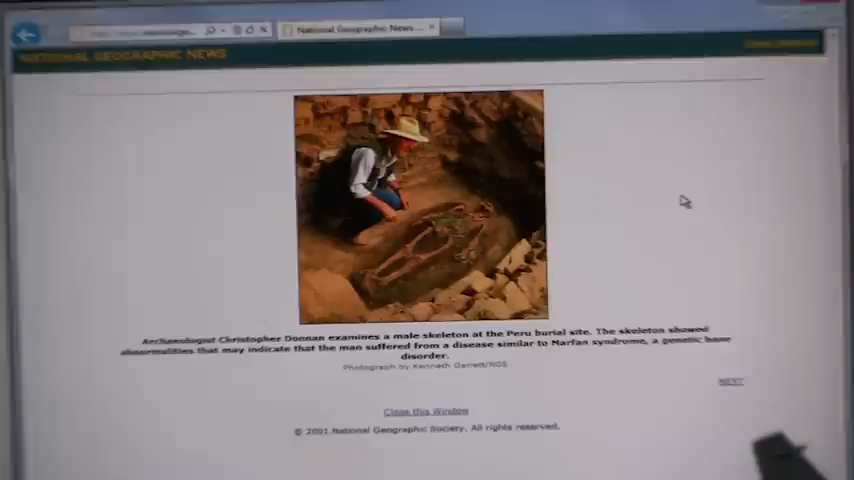 National Geographic News...
NATIONAL GEOGRAPHIC NEWS
Archaeologist Christopher Donnan examines a male skeleton at the Peru burial site. The skeleton showed
abnormalities that may indicate that the man suffered from a disease similar to Marfan syndrome, a genetic bone
disorder.
Photograph by Kenneth Garrett/NGS
NEXT
Close this Window
© 2001 National Geographic Society. All rights reserved.